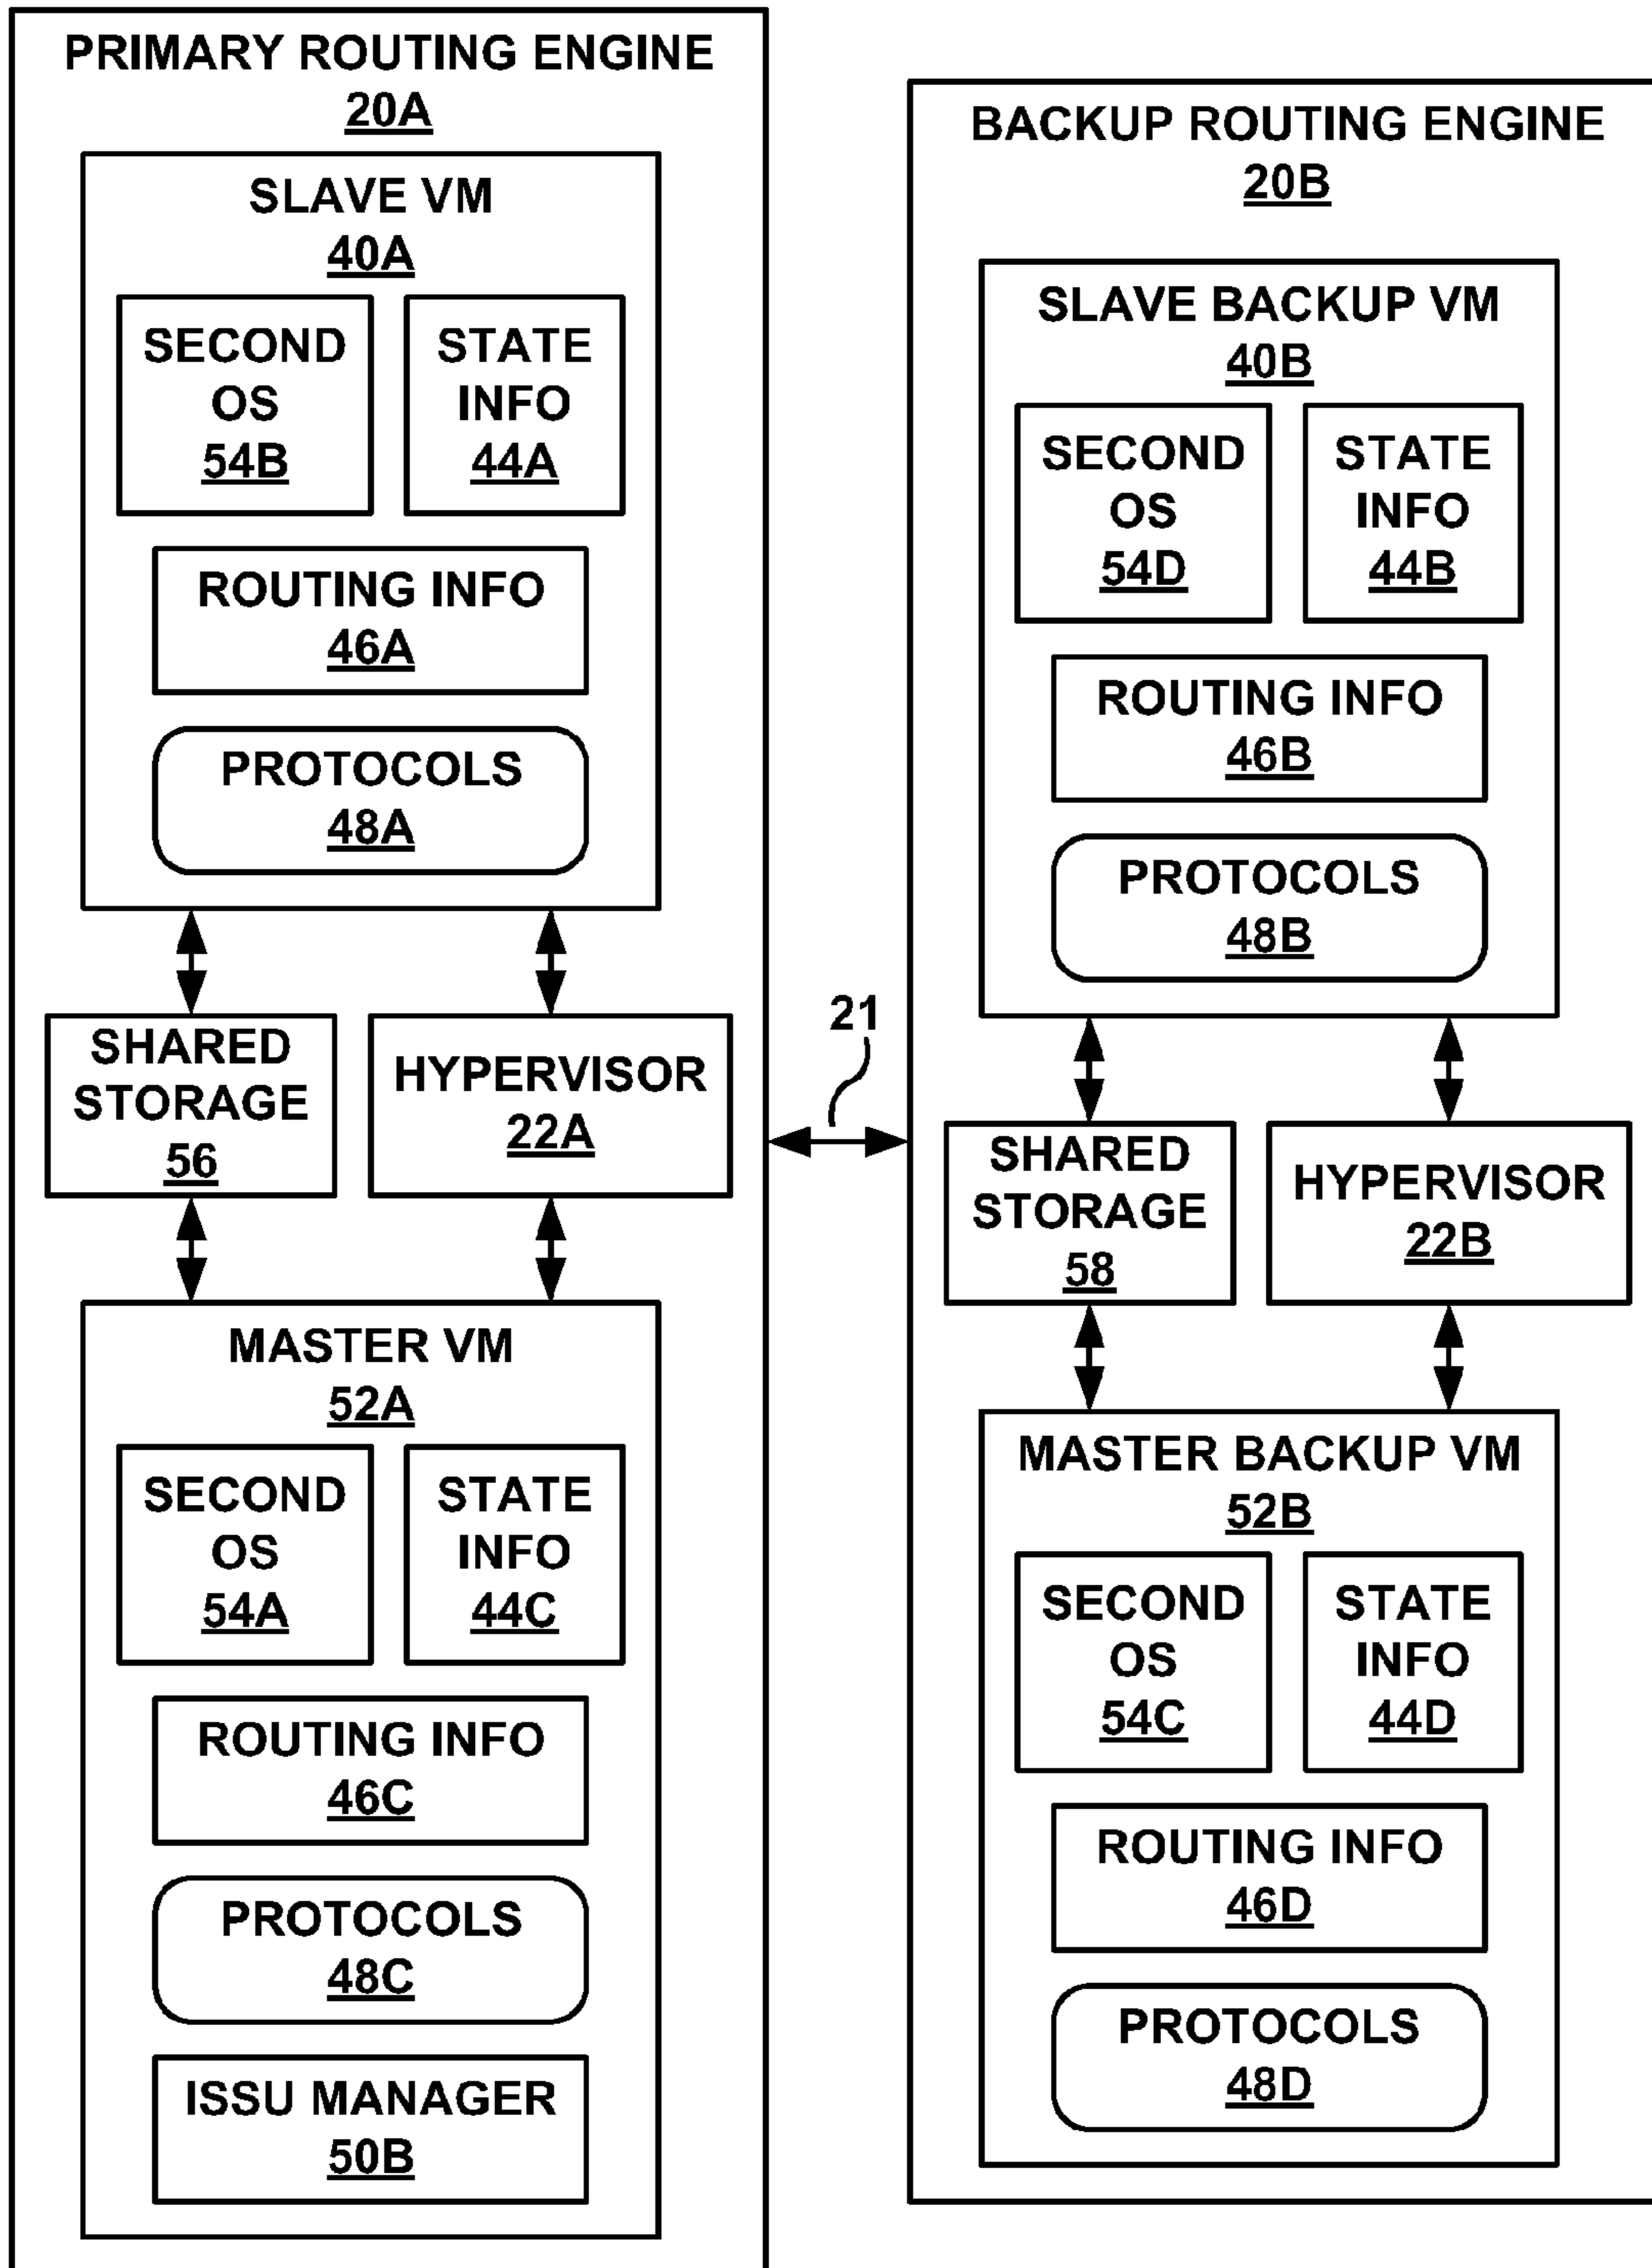 PRIMARY ROUTING ENGINE
20A
SLAVE VM
40A
SECOND
OS
54B
STATE
INFO
44A
ROUTING INFO
46A
PROTOCOLS
48A
SHARED
STORAGE
56
HYPERVISOR
22A
MASTER VM
52A
SECOND
OS
54A
STATE
INFO
44C
ROUTING INFO
46C
PROTOCOLS
48C
ISSU MANAGER
50B
21
BACKUP ROUTING ENGINE
20B
SLAVE BACKUP VM
40B
SECOND
OS
54D
STATE
INFO
44B
ROUTING INFO
46B
PROTOCOLS
48B
SHARED
STORAGE
58
HYPERVISOR
22B
MASTER BACKUP VM
52B
SECOND
OS
54C
STATE
INFO
44D
ROUTING INFO
46D
PROTOCOLS
48D